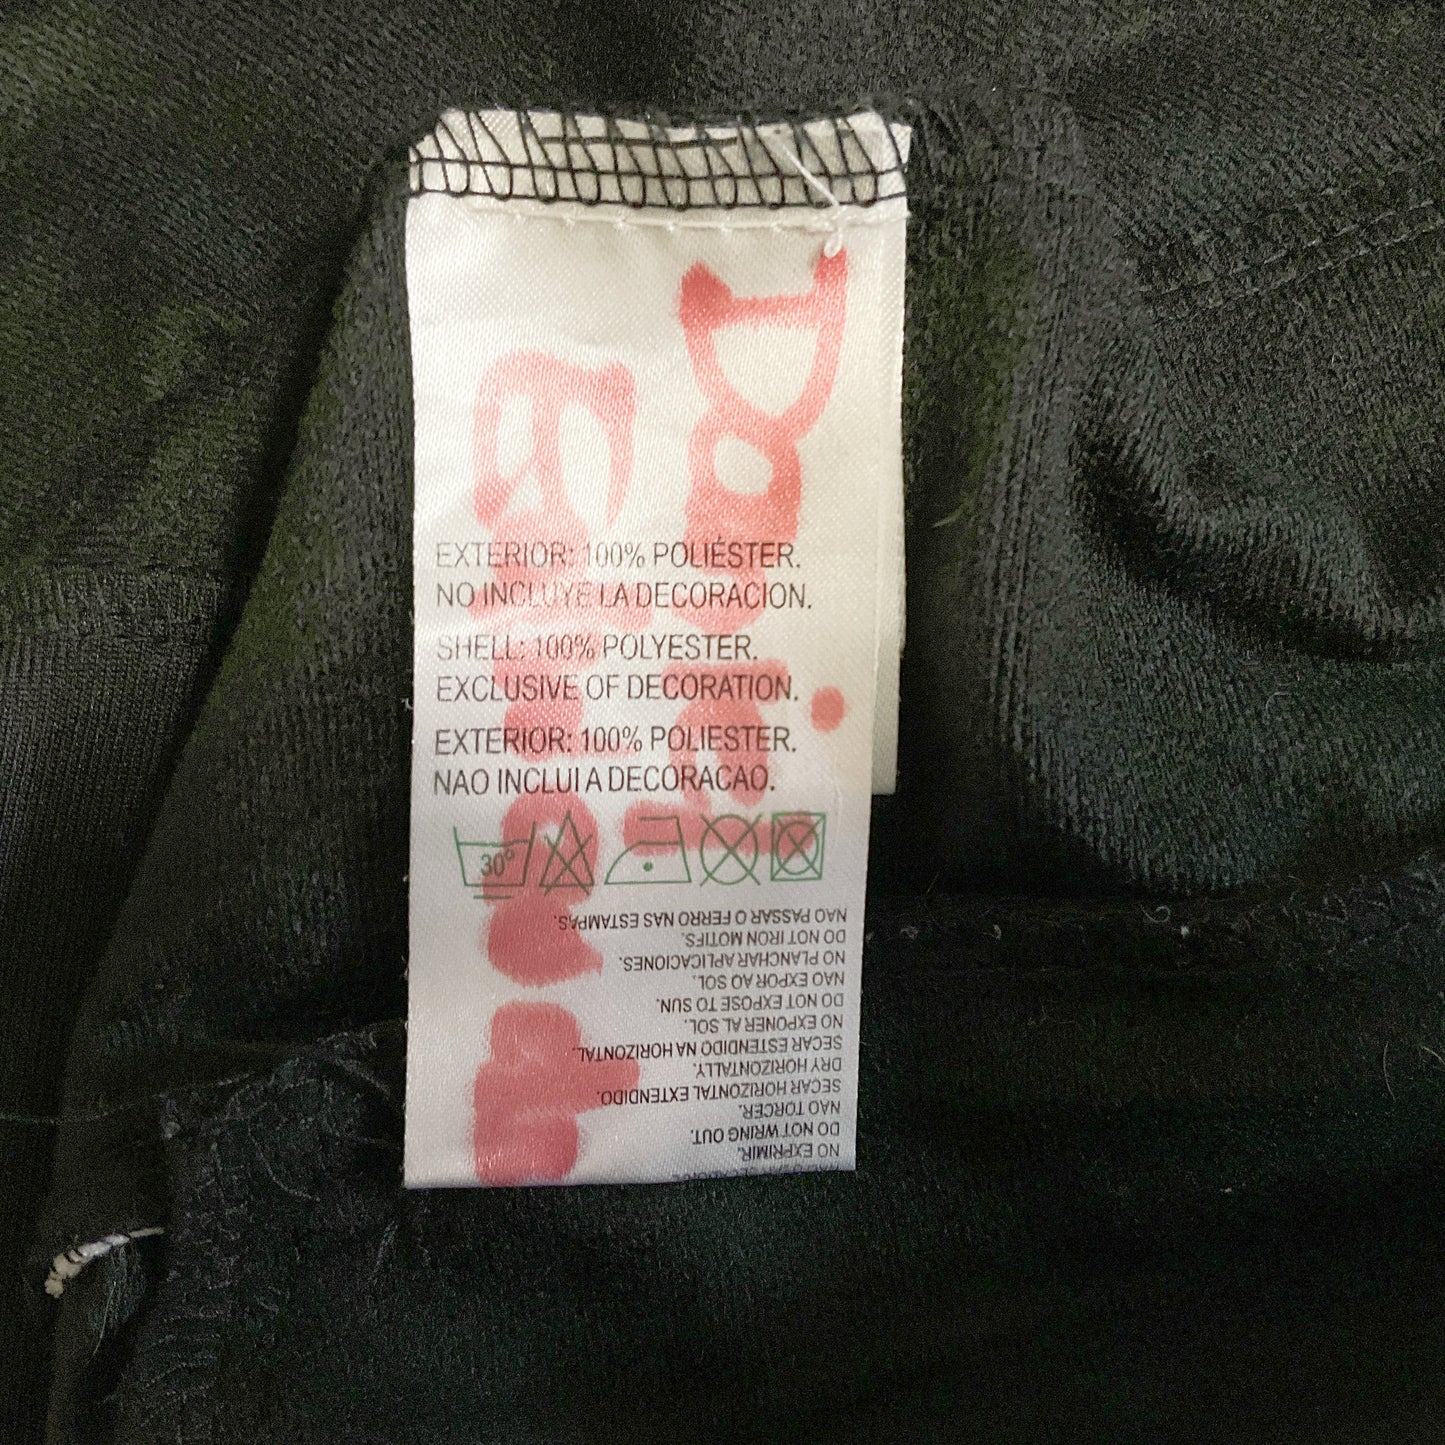 EXTERIOR: 100% POLIÉSTER.
NO INCLUYE LA DECORACION.
SHELL: 100% POLYESTER.
EXCLUSIVE OF DECORATION.
EXTERIOR: 100% POLIESTER.
NAO INCLUI A DECORACAO.
30º
NO EXPRIMIR.
DO NOT WRING OUT.
NAO TORCER.
SECAR HORIZONTAL EXTENDIDO.
DRY HORIZONTALLY.
SECAR ESTENDIDO NA HORIZONTAL.
NO EXPONER AL SOL.
DO NOT EXPOSE TO SUN.
NAO EXPOR AO SOL.
NO PLANCHAR APLICACIONES.
DO NOT IRON MOTIFS.
NAO PASSAR O FERRO NAS ESTAMPAS.